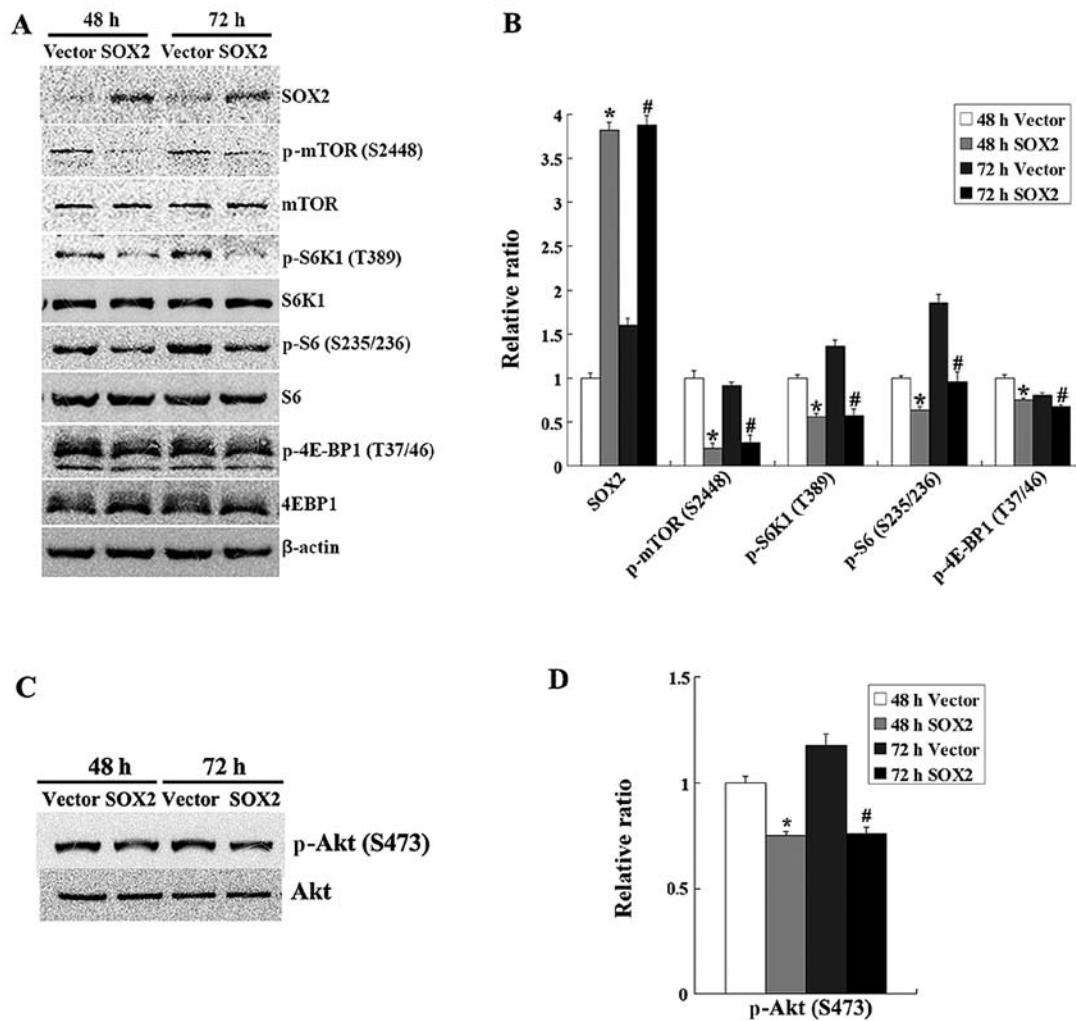 A
48 h 72 h
Vector SOX2 Vector SOX2
SOX2
p-mTOR (S2448)
mTOR
p-S6K1 (T389)
S6K1
p-S6 (S235/236)
S6
p-4E-BP1 (T37/46)
4EBP1
β-actin
B
Relative ratio
4
3.5
3
2.5
2
1.5
1
0.5
0
* #
* #
* #
* #
* #
48 h Vector
48 h SOX2
72 h Vector
72 h SOX2
SOX2
p-mTOR (S2448)
p-S6K1 (T389)
p-S6 (S235/236)
p-4E-BP1 (T37/46)
C
48 h 72 h
Vector SOX2 Vector SOX2
p-Akt (S473)
Akt
D
Relative ratio
1.5
1
0.5
0
* #
48 h Vector
48 h SOX2
72 h Vector
72 h SOX2
p-Akt (S473)